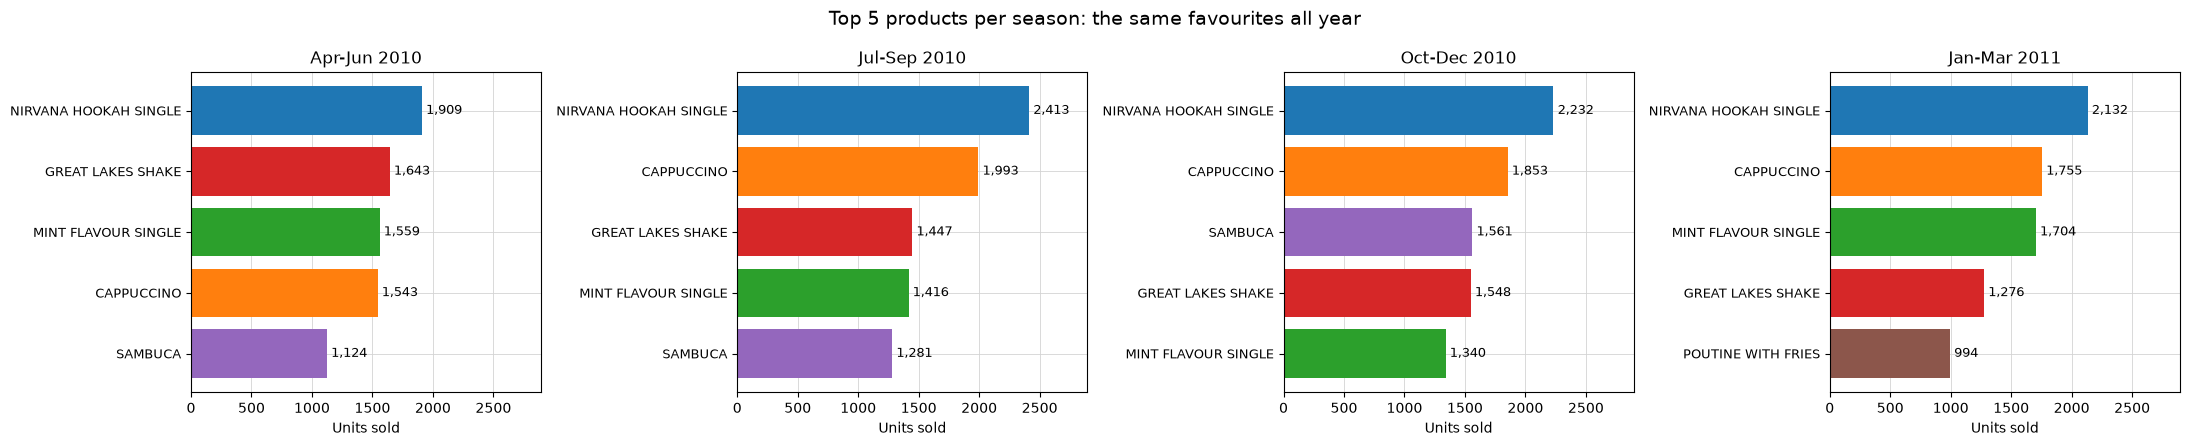 Top 5 products per season: the same favourites all year
Apr-Jun 2010
NIRVANA HOOKAH SINGLE 1,909
GREAT LAKES SHAKE 1,643
MINT FLAVOUR SINGLE 1,559
CAPPUCCINO 1,543
SAMBUCA 1,124
0 500 1000 1500 2000 2500
Units sold
Jul-Sep 2010
NIRVANA HOOKAH SINGLE 2,413
CAPPUCCINO 1,993
GREAT LAKES SHAKE 1,447
MINT FLAVOUR SINGLE 1,416
SAMBUCA 1,281
0 500 1000 1500 2000 2500
Units sold
Oct-Dec 2010
NIRVANA HOOKAH SINGLE 2,232
CAPPUCCINO 1,853
SAMBUCA 1,561
GREAT LAKES SHAKE 1,548
MINT FLAVOUR SINGLE 1,340
0 500 1000 1500 2000 2500
Units sold
Jan-Mar 2011
NIRVANA HOOKAH SINGLE 2,132
CAPPUCCINO 1,755
MINT FLAVOUR SINGLE 1,704
GREAT LAKES SHAKE 1,276
POUTINE WITH FRIES 994
0 500 1000 1500 2000 2500
Units sold